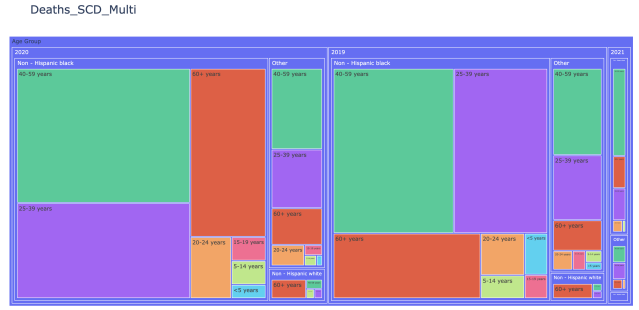 Deaths_SCD_Multi
Age Group
2020
Non - Hispanic black
40-59 years
60+ years
25-39 years
20-24 years
15-19 years
5-14 years
<5 years
Other
40-59 years
25-39 years
60+ years
20-24 years
Non - Hispanic white
60+ years
2019
Non - Hispanic black
40-59 years
25-39 years
60+ years
20-24 years
<5 years
5-14 years
15-19 years
Other
40-59 years
25-39 years
60+ years
Non - Hispanic white
60+ years
2021
Other